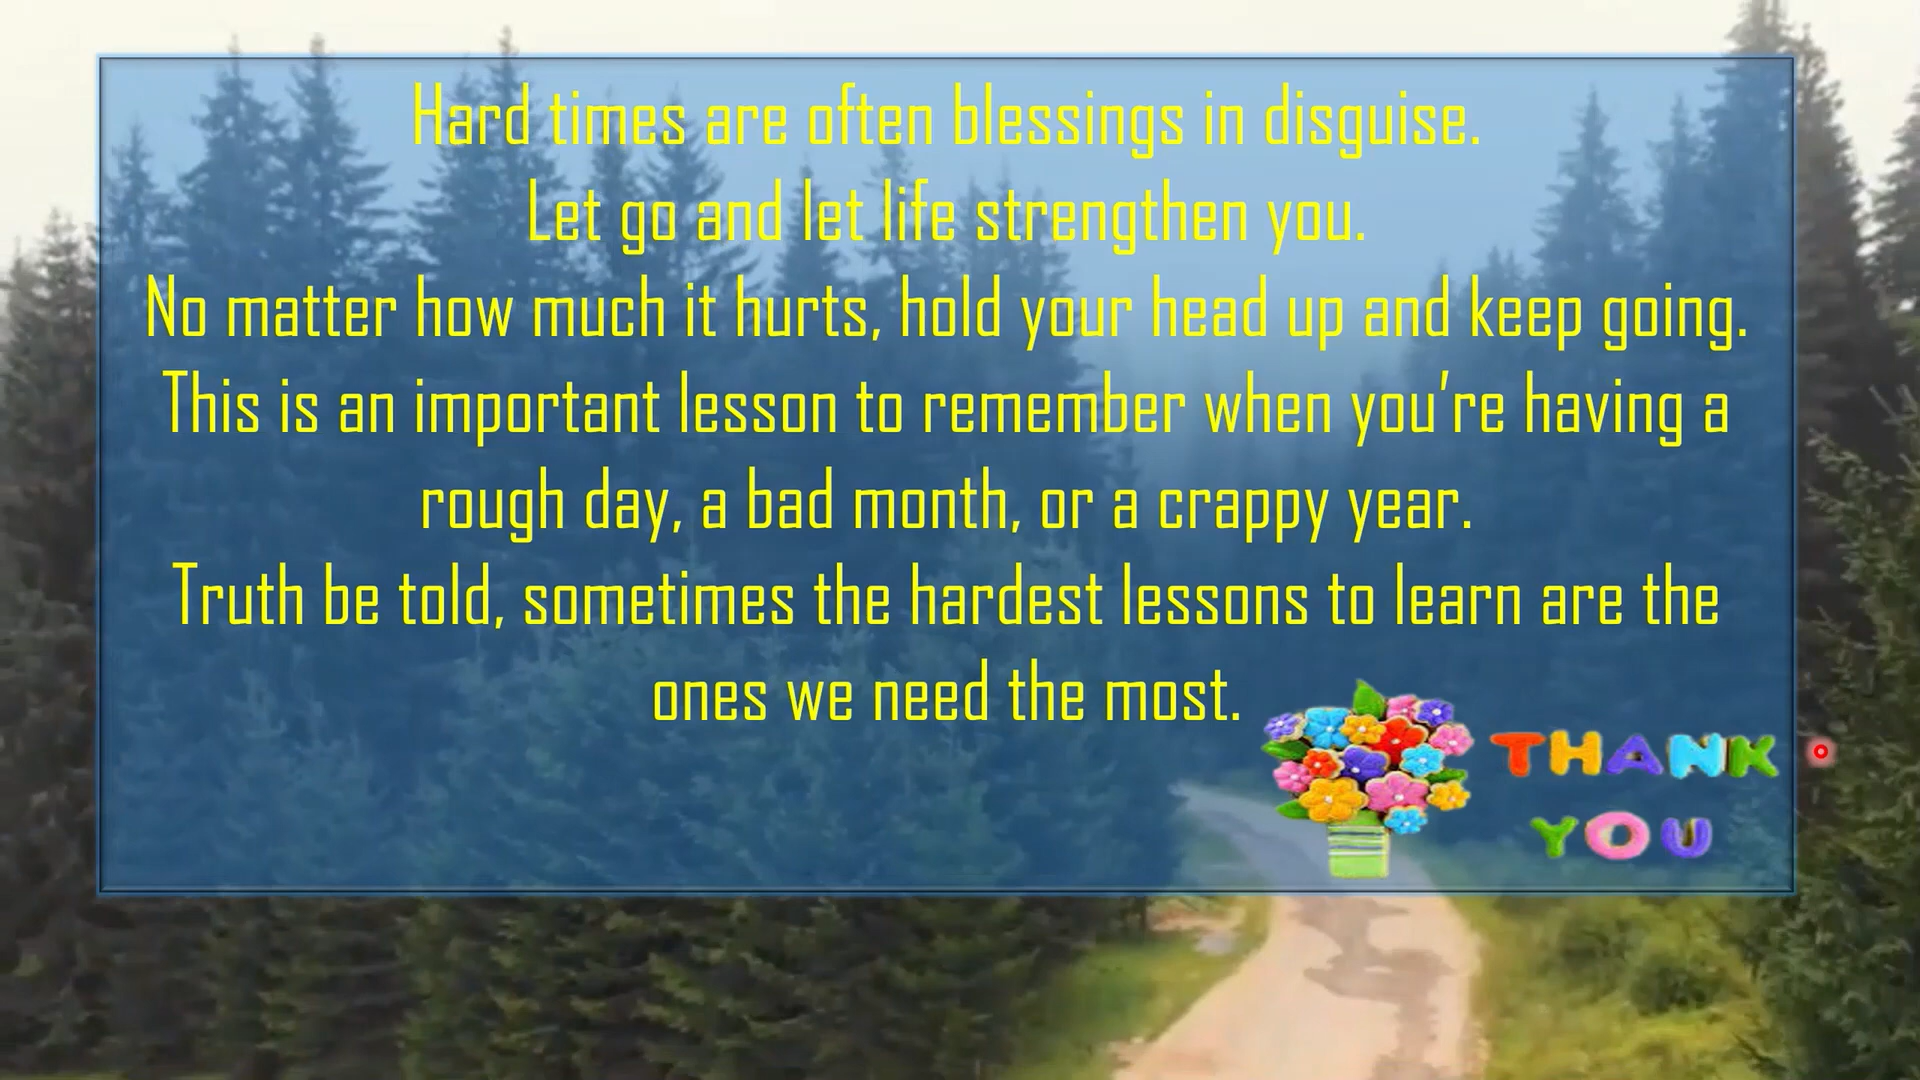 Hard times are often blessings in disguise.
Let go and let life strengthen you.
No matter how much it hurts, hold your head up and keep going.
This is an important lesson to remember when you’re having a
rough day, a bad month, or a crappy year.
Truth be told, sometimes the hardest lessons to learn are the
ones we need the most.
THANK
YOU